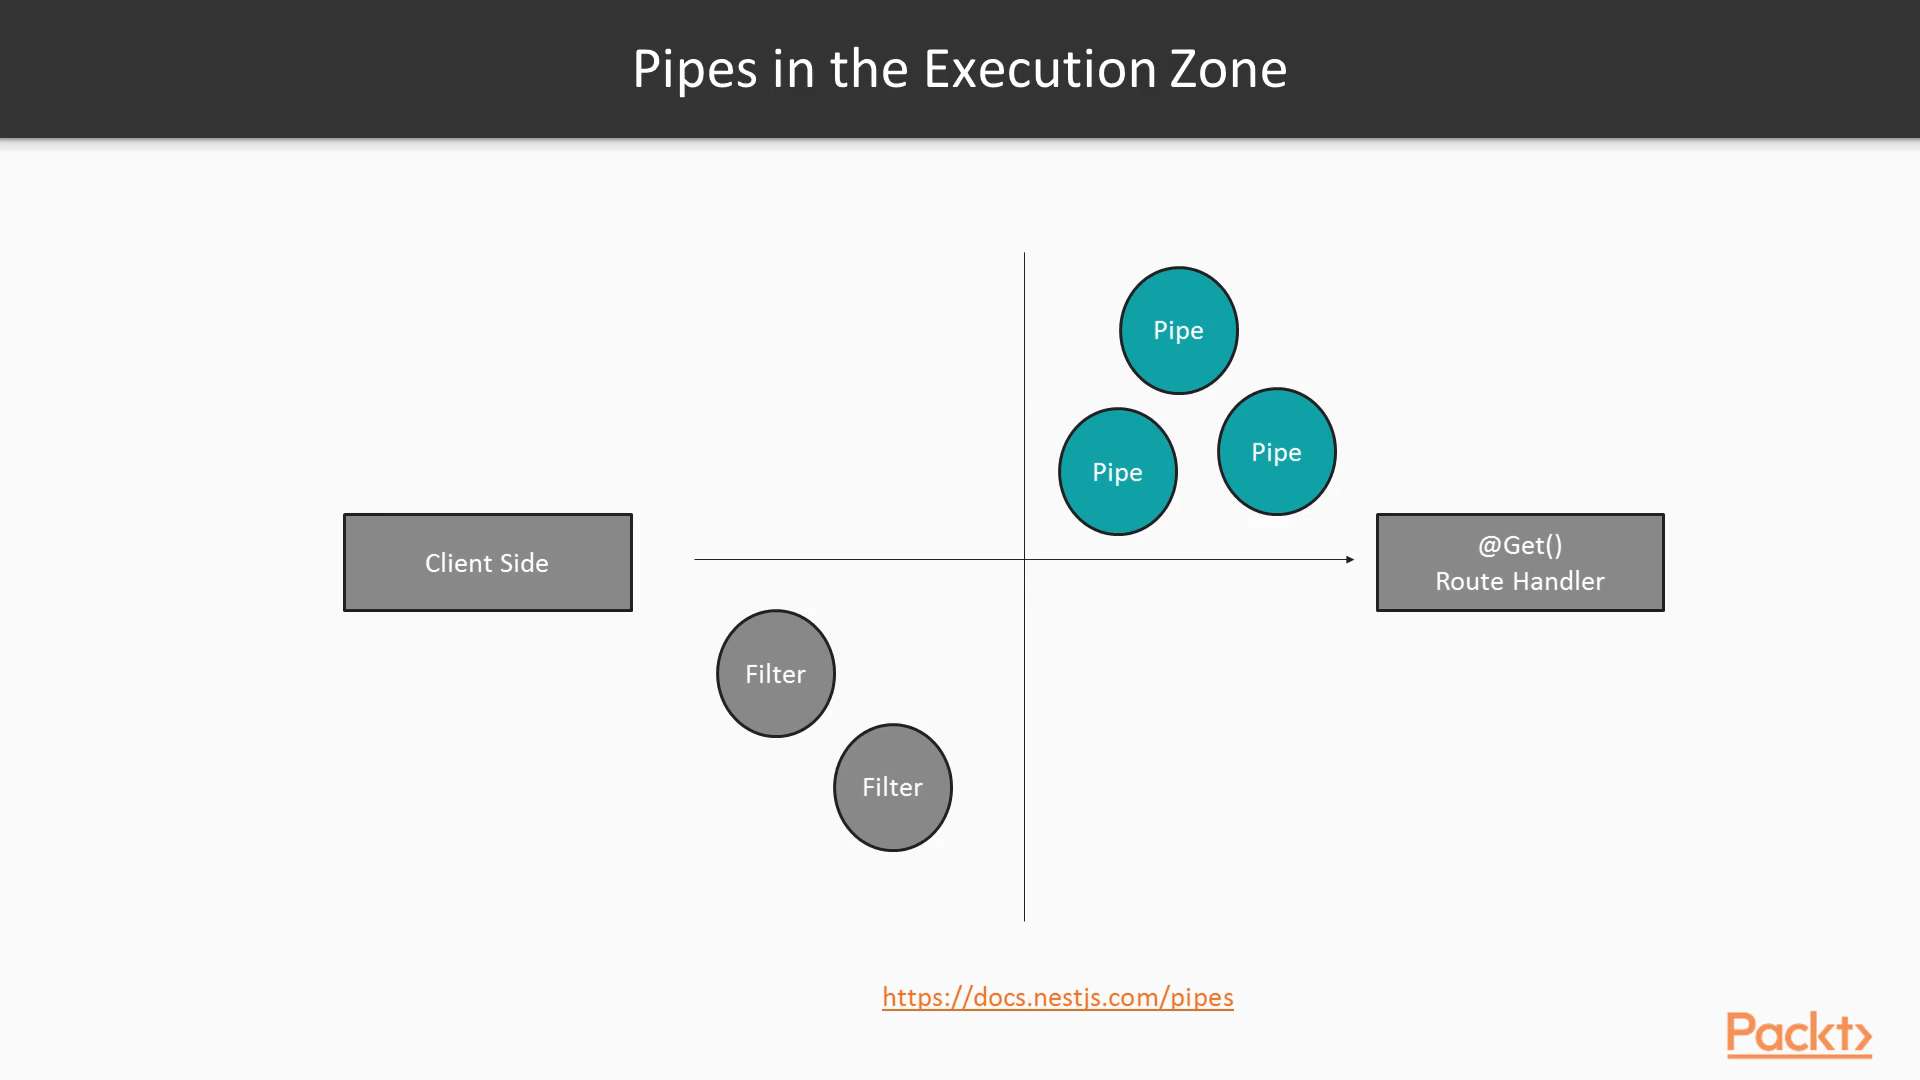 Pipes in the Execution Zone
Pipe
Pipe
Pipe
Client Side
@Get()
Route Handler
Filter
Filter
https://docs.nestjs.com/pipes
Packt